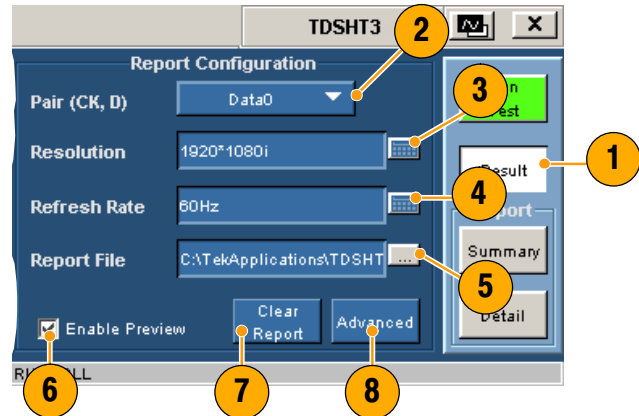 TDSHT3
2
Report Configuration
Pair (CK, D)
Data0
3
Resolution
1920*1080i
1
Result
Refresh Rate
60Hz
4
Report File
C:\TekApplications\TDSHT
...
5
Summary
Enable Preview
Clear
Report
Advanced
Detail
6
7
8